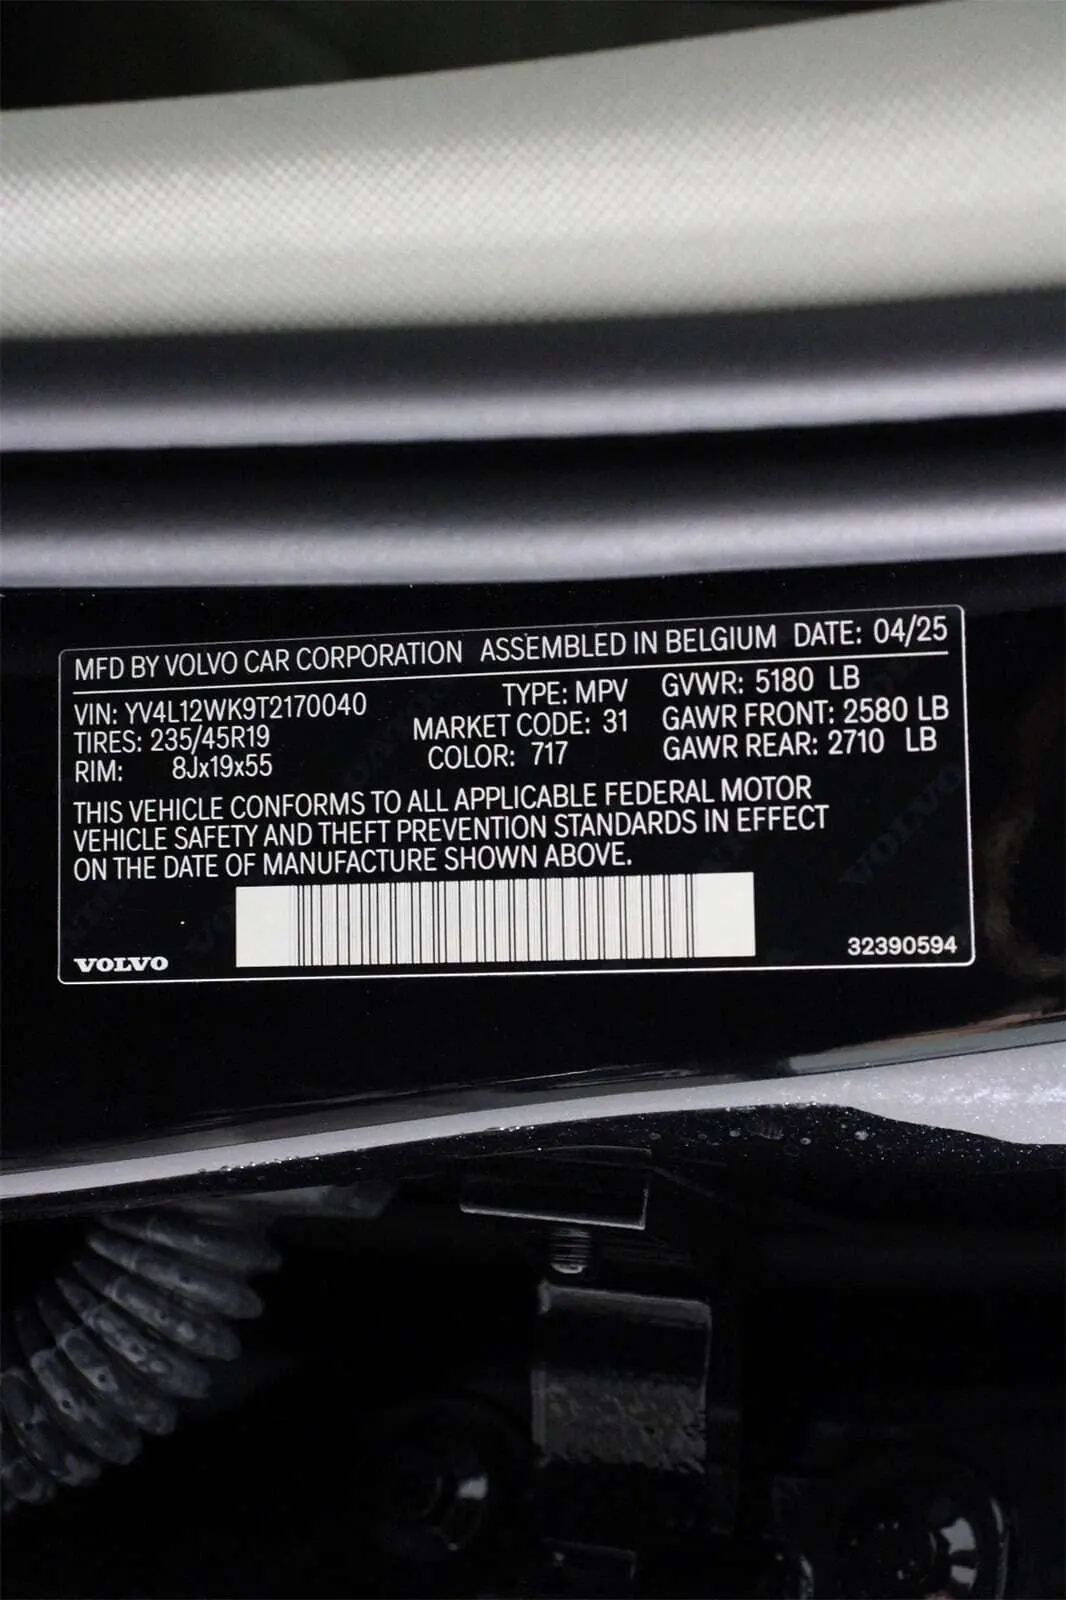 MFD BY VOLVO CAR CORPORATION ASSEMBLED IN BELGIUM DATE: 04/25
VIN: YV4L12WK9T2170040 TYPE: MPV GVWR: 5180 LB
TIRES: 235/45R19 MARKET CODE: 31 GAWR FRONT: 2580 LB
RIM: 8Jx19x55 COLOR: 717 GAWR REAR: 2710 LB
THIS VEHICLE CONFORMS TO ALL APPLICABLE FEDERAL MOTOR
VEHICLE SAFETY AND THEFT PREVENTION STANDARDS IN EFFECT
ON THE DATE OF MANUFACTURE SHOWN ABOVE.
VOLVO 32390594